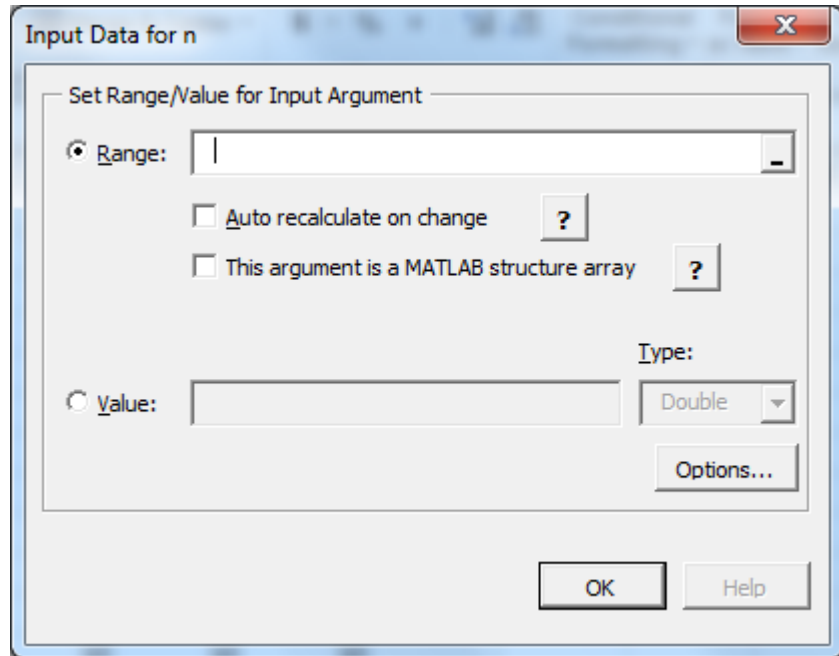 Input Data for n
Set Range/Value for Input Argument
Range:
Auto recalculate on change ?
This argument is a MATLAB structure array ?
Type:
Value: Double
Options...
OK Help